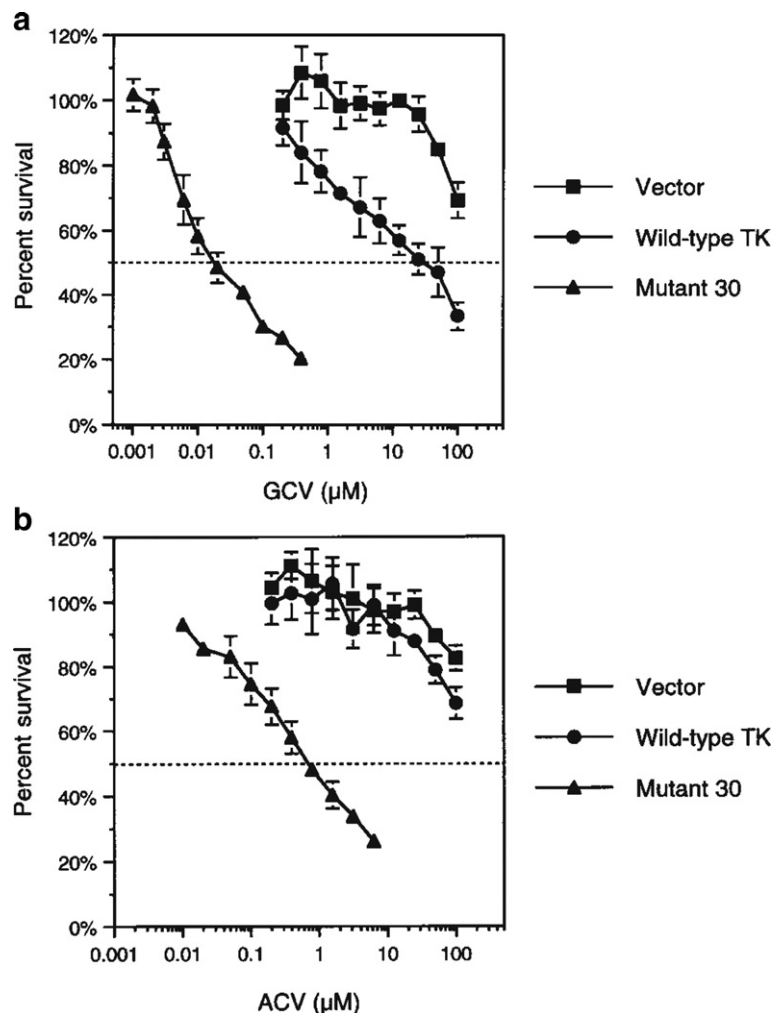 a
120%
100%
80%
60%
40%
20%
0%
Percent survival
0.001 0.01 0.1 1 10 100
GCV (µM)
Vector
Wild-type TK
Mutant 30
b
120%
100%
80%
60%
40%
20%
0%
Percent survival
0.001 0.01 0.1 1 10 100
ACV (µM)
Vector
Wild-type TK
Mutant 30